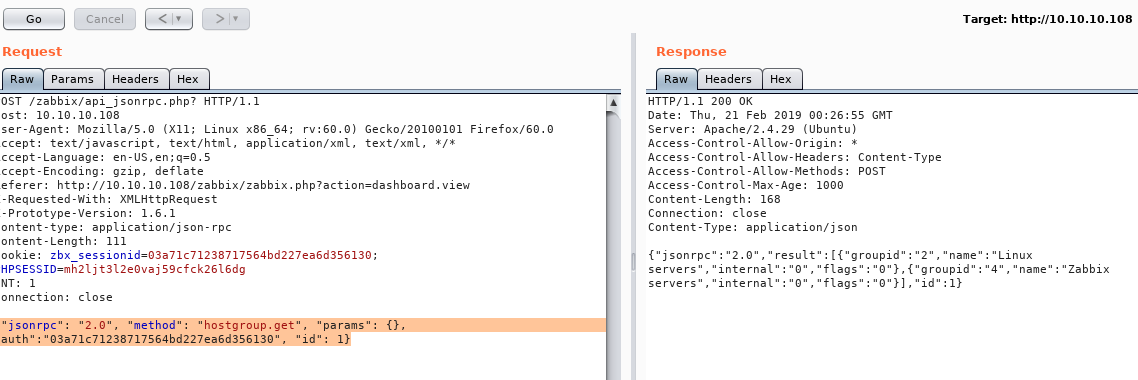 Go
Cancel
< | ▾
> | ▾
Target: http://10.10.10.108
Request
Raw
Params
Headers
Hex
OST /zabbix/api_jsonrpc.php? HTTP/1.1
ost: 10.10.10.108
ser-Agent: Mozilla/5.0 (X11; Linux x86_64; rv:60.0) Gecko/20100101 Firefox/60.0
ccept: text/javascript, text/html, application/xml, text/xml, */*
ccept-Language: en-US,en;q=0.5
ccept-Encoding: gzip, deflate
eferer: http://10.10.10.108/zabbix/zabbix.php?action=dashboard.view
-Requested-With: XMLHttpRequest
-Prototype-Version: 1.6.1
ontent-type: application/json-rpc
ontent-Length: 111
ookie: zbx_sessionid=03a71c71238717564bd227ea6d356130;
HPSESSID=mh2ljt3l2e0vaj59cfck26l6dg
NT: 1
onnection: close
"jsonrpc": "2.0", "method": "hostgroup.get", "params": {},
auth":"03a71c71238717564bd227ea6d356130", "id": 1}
Response
Raw
Headers
Hex
HTTP/1.1 200 OK
Date: Thu, 21 Feb 2019 00:26:55 GMT
Server: Apache/2.4.29 (Ubuntu)
Access-Control-Allow-Origin: *
Access-Control-Allow-Headers: Content-Type
Access-Control-Allow-Methods: POST
Access-Control-Max-Age: 1000
Content-Length: 168
Connection: close
Content-Type: application/json
{"jsonrpc":"2.0","result":[{"groupid":"2","name":"Linux
servers","internal":"0","flags":"0"},{"groupid":"4","name":"Zabbix
servers","internal":"0","flags":"0"}],"id":1}